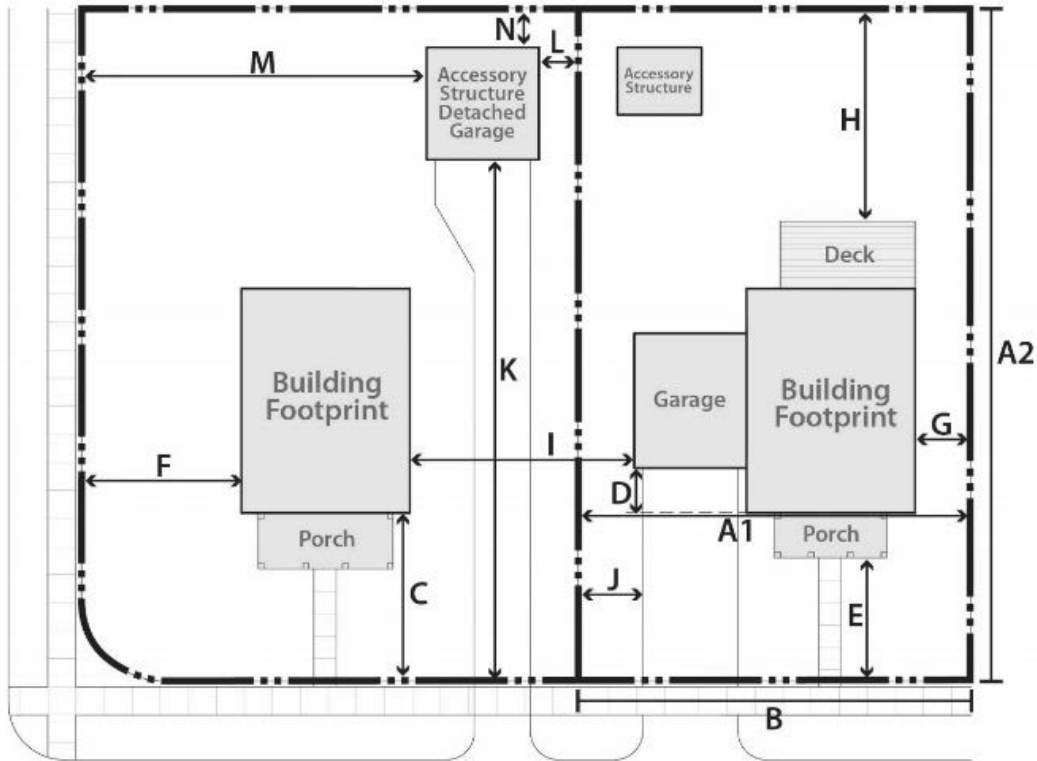 N
L
M
Accessory
Structure
Detached
Garage
Accessory
Structure
H
Deck
A2
K
Building
Footprint
Garage
Building
Footprint
G
I
F
D
A1
Porch
Porch
C
J
E
B